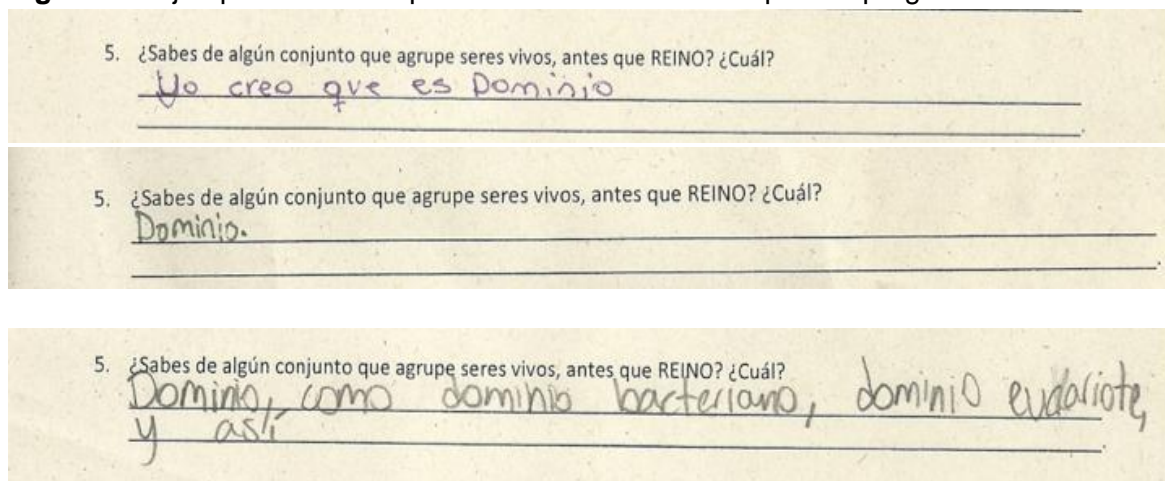 5. ¿Sabes de algún conjunto que agrupe seres vivos, antes que REINO? ¿Cuál?
Yo creo que es Dominio
5. ¿Sabes de algún conjunto que agrupe seres vivos, antes que REINO? ¿Cuál?
Dominio.
5. ¿Sabes de algún conjunto que agrupe seres vivos, antes que REINO? ¿Cuál?
Dominio, como dominio bacteriano, dominio eudariote,
y así